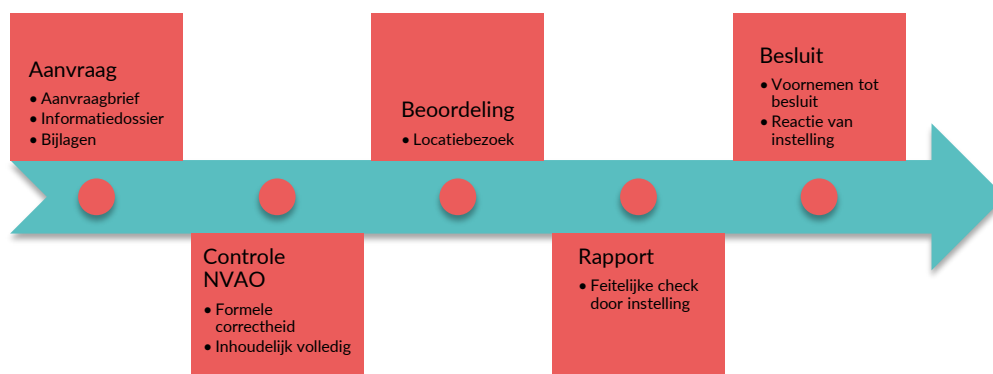 Aanvraag
• Aanvraagbrief
• Informatiedossier
• Bijlagen
Controle
NVAO
• Formele
correctheid
• Inhoudelijk volledig
Beoordeling
• Locatiebezoek
Rapport
• Feitelijke check
door instelling
Besluit
• Voornemen tot
besluit
• Reactie van
instelling